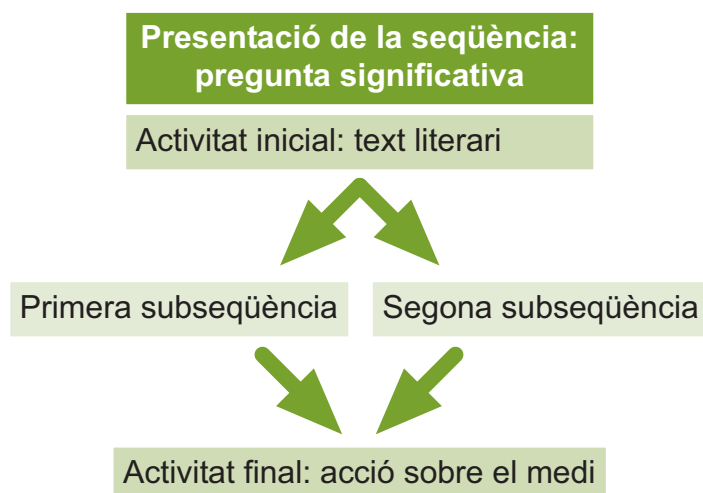 Presentació de la seqüència:
pregunta significativa
Activitat inicial: text literari
Primera subseqüència
Segona subseqüència
Activitat final: acció sobre el medi